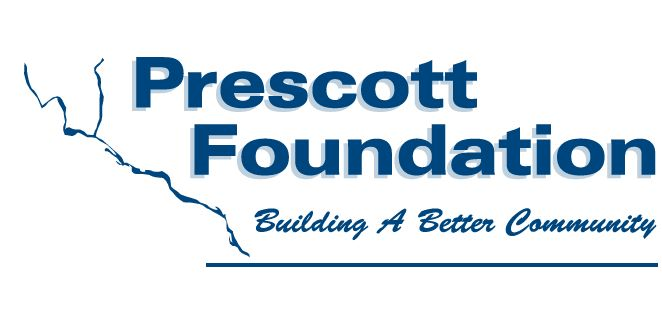 Prescott
Foundation
Building A Better Community